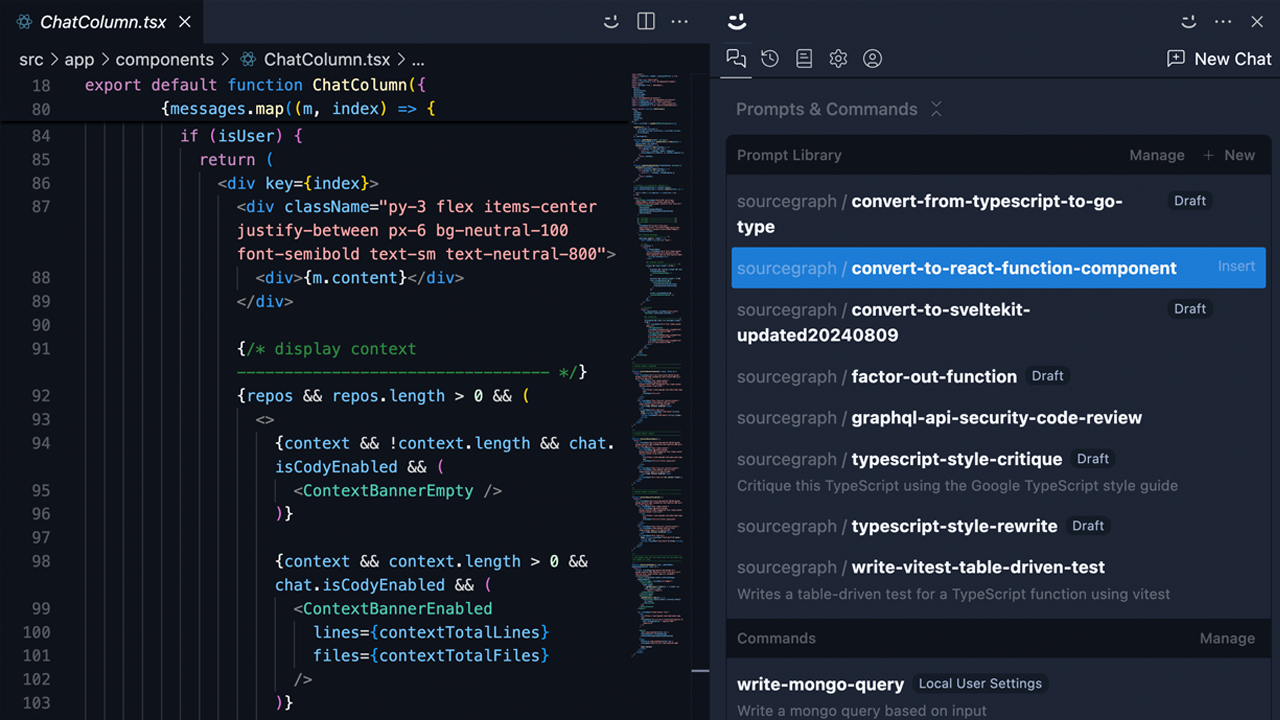 ChatColumn.tsx
src > app > components > ChatColumn.tsx > ...
18 export default function ChatColumn({
80 {messages.map((m, index) => {
84 if (isUser) {
85 return (
86 <div key={index}>
87 <div className="py-3 flex items-center
justify-between px-6 bg-neutral-100
font-semibold text-sm text-neutral-800">
88 <div>{m.content}</div>
89 </div>
90
91 {/* display context
––––––––––––––––––––––––––––––––– */}
92 {repos && repos.length > 0 && (
93 <>
94 {context && !context.length && chat.
isCodyEnabled && (
95 <ContextBannerEmpty />
96 )}
97
98 {context && context.length > 0 &&
chat.isCodyEnabled && (
99 <ContextBannerEnabled
100 lines={contextTotalLines}
101 files={contextTotalFiles}
102 />
103 )}
New Chat
Prompts & Commands
Prompt Library Manage + New
sourcegraph / convert-from-typescript-to-go- Draft
type
sourcegraph / convert-to-react-function-component Insert
sourcegraph / convert-to-sveltekit- Draft
updated20240809
sourcegraph / factor-out-function Draft
sourcegraph / graphql-api-security-code-review
sourcegraph / typescript-style-critique Draft
Critique this TypeScript using the Google TypeScript style guide
sourcegraph / typescript-style-rewrite Draft
sourcegraph / write-vitest-table-driven-test
Writes a table-driven test for a TypeScript function using vitest
Commands Manage
write-mongo-query Local User Settings
Write a mongo query based on input